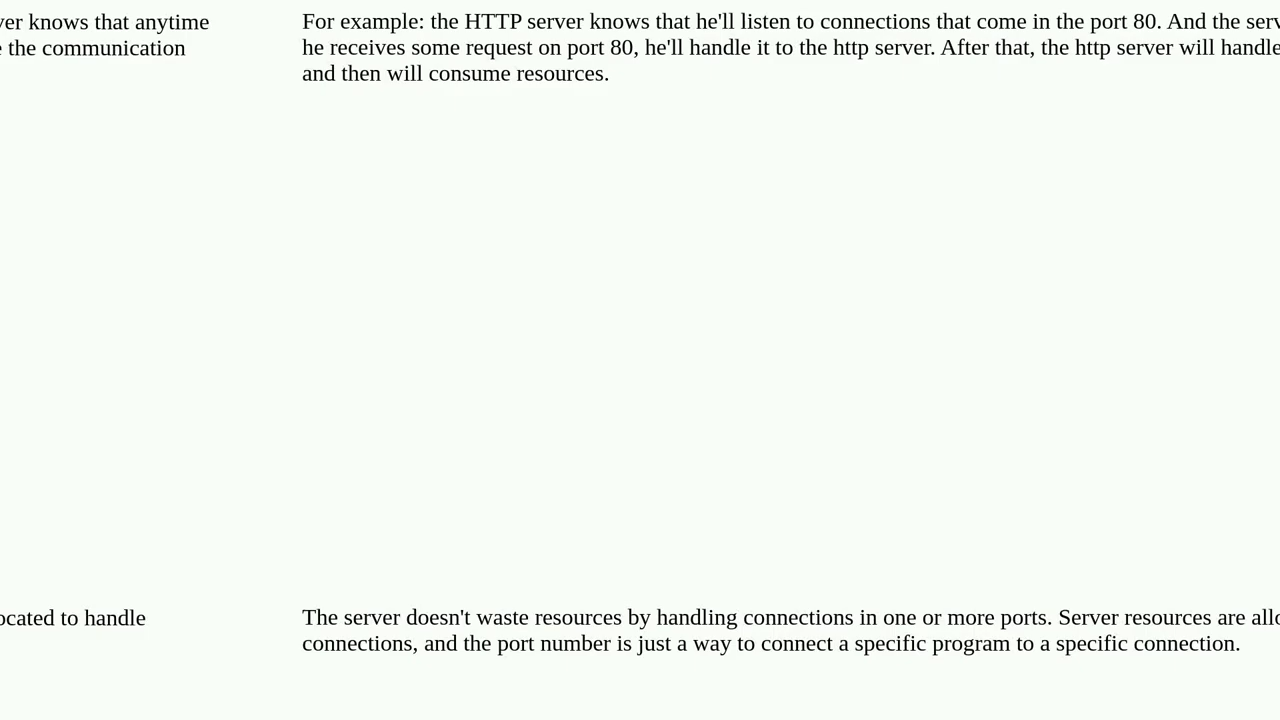 ver knows that anytime
the communication
For example: the HTTP server knows that he'll listen to connections that come in the port 80. And the serv
he receives some request on port 80, he'll handle it to the http server. After that, the http server will handle
and then will consume resources.
ocated to handle
The server doesn't waste resources by handling connections in one or more ports. Server resources are allo
connections, and the port number is just a way to connect a specific program to a specific connection.